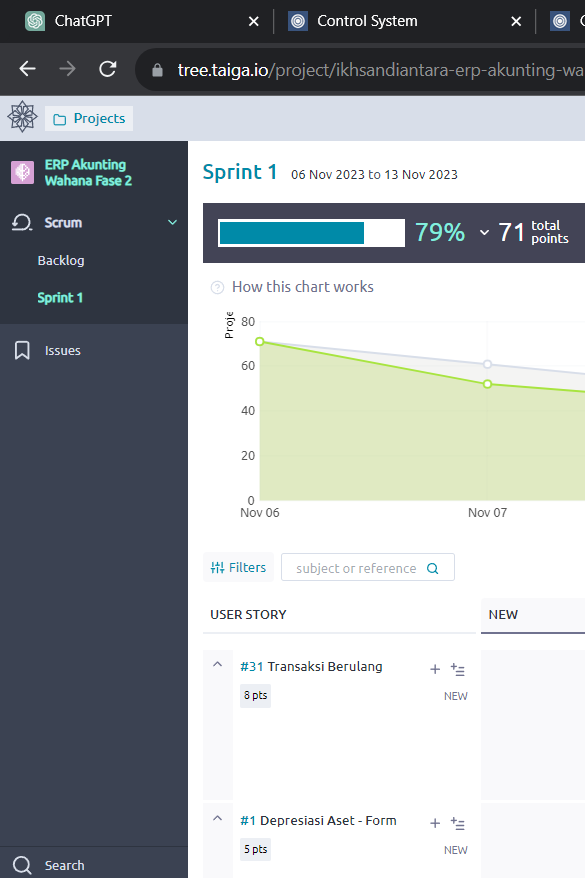 ChatGPT
Control System
tree.taiga.io/project/ikhsandiantara-erp-akunting-wa
Projects
ERP Akunting
Wahana Fase 2
Scrum
Backlog
Sprint 1
Issues
Search
Sprint 1 06 Nov 2023 to 13 Nov 2023
79% 71 total
points
How this chart works
Proje
80
60
40
20
0
Nov 06 Nov 07
Filters subject or reference
USER STORY NEW
#31 Transaksi Berulang
8 pts NEW
#1 Depresiasi Aset - Form
5 pts NEW